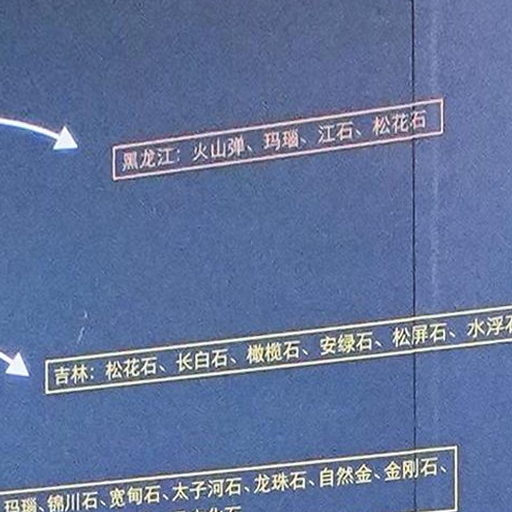 黑龙江：火山弹、玛瑙、江石、松花石
吉林：松花石、长白石、橄榄石、安绿石、松屏石、水浮石
玛瑙、锦川石、宽甸石、太子河石、龙珠石、自然金、金刚石、